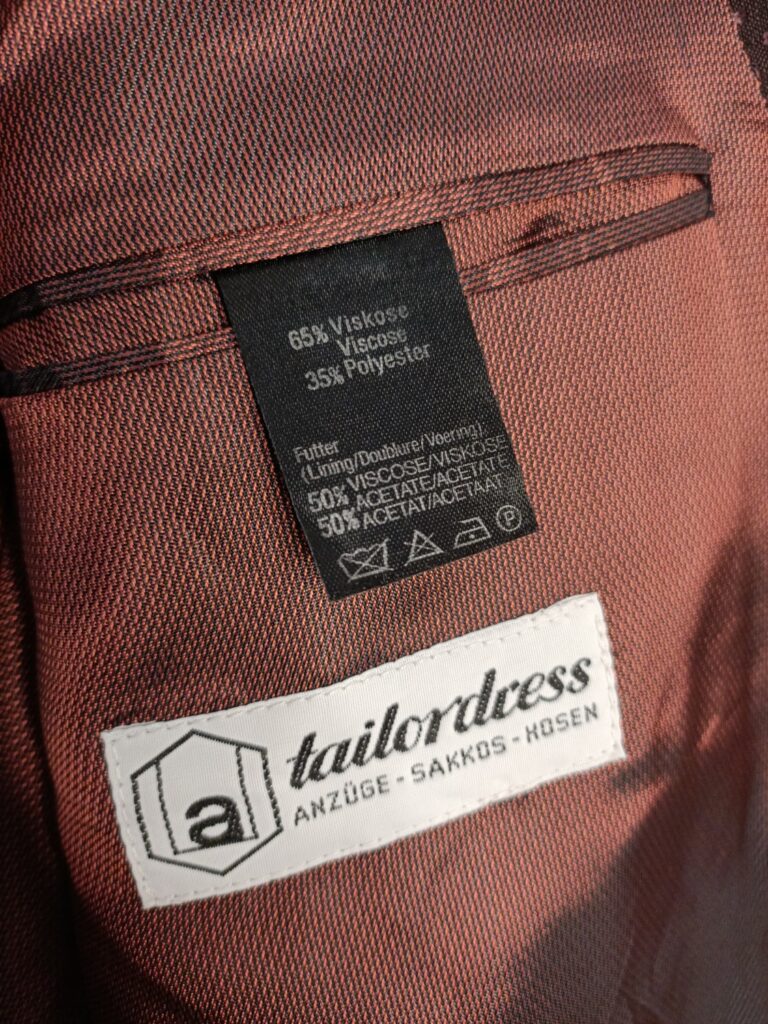 65% Viskose
Viscose
35% Polyester
Futter
(Lining/Doublure/Voering)
50% VISCOSE/VISKOSE
50% ACETATE/ACETATE
ACETAT/ACETAAT
P
a
tailordress
ANZÜGE - SAKKOS - HOSEN